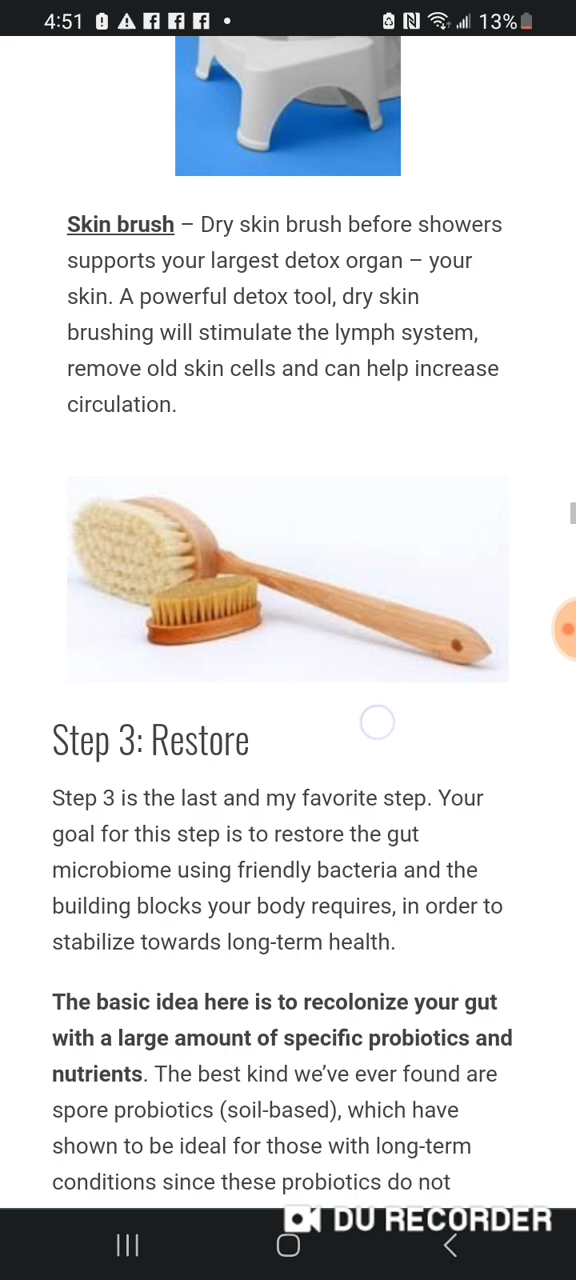 4:51
13%
Skin brush – Dry skin brush before showers
supports your largest detox organ – your
skin. A powerful detox tool, dry skin
brushing will stimulate the lymph system,
remove old skin cells and can help increase
circulation.
Step 3: Restore
Step 3 is the last and my favorite step. Your
goal for this step is to restore the gut
microbiome using friendly bacteria and the
building blocks your body requires, in order to
stabilize towards long-term health.
The basic idea here is to recolonize your gut
with a large amount of specific probiotics and
nutrients. The best kind we’ve ever found are
spore probiotics (soil-based), which have
shown to be ideal for those with long-term
conditions since these probiotics do not
DU RECORDER